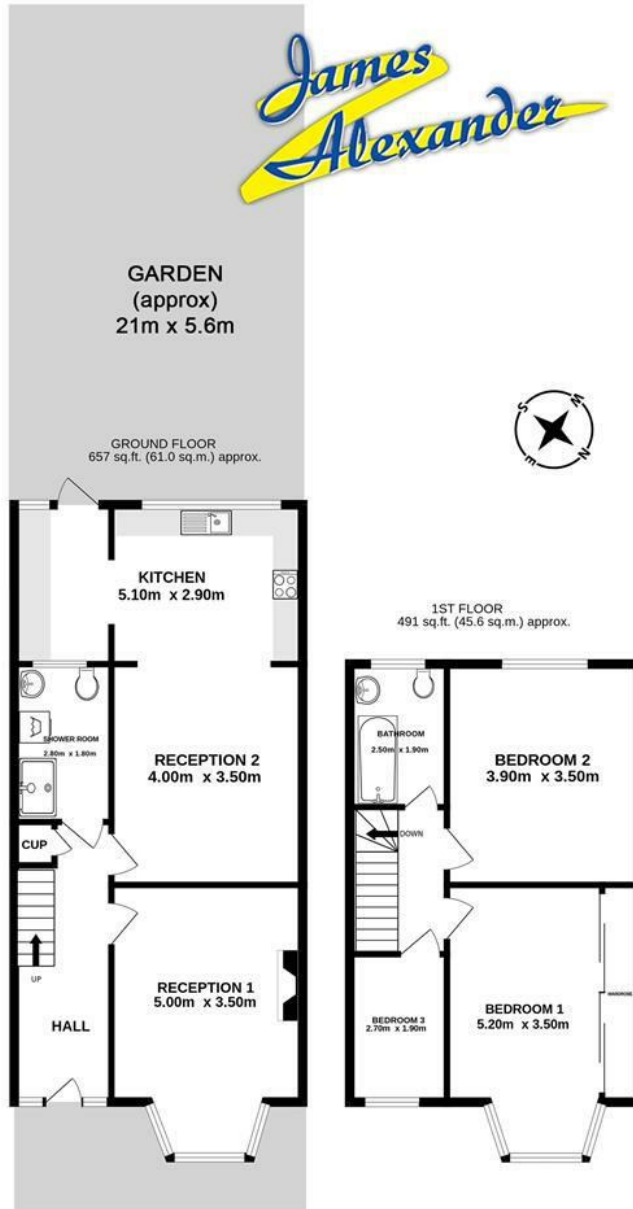 James
Alexander
GARDEN
(approx)
21m x 5.6m
GROUND FLOOR
657 sq.ft. (61.0 sq.m.) approx.
S
W
E
N
KITCHEN
5.10m x 2.90m
1ST FLOOR
491 sq.ft. (45.6 sq.m.) approx.
SHOWER ROOM
2.80m x 1.80m
RECEPTION 2
4.00m x 3.50m
BATHROOM
2.50m x 1.90m
BEDROOM 2
3.90m x 3.50m
CUP
DOWN
UP
RECEPTION 1
5.00m x 3.50m
HALL
BEDROOM 3
2.70m x 1.90m
BEDROOM 1
5.20m x 3.50m
WARDROBE